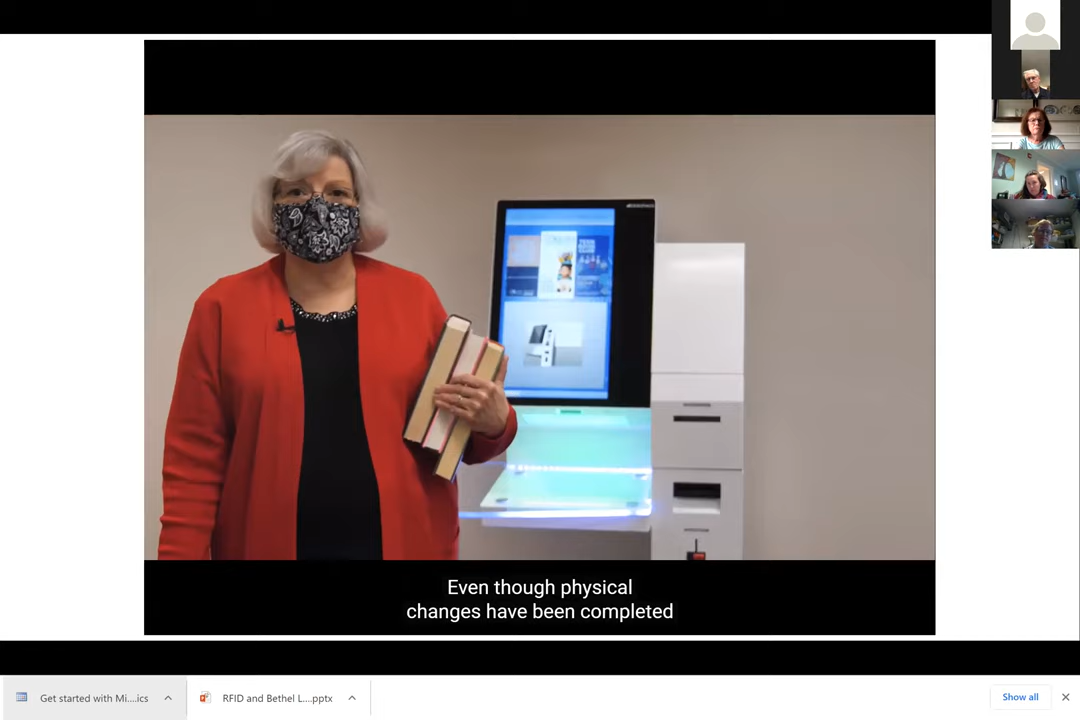 Even though physical
changes have been completed
Get started with Mi....ics
RFID and Bethel L....pptx
Show all